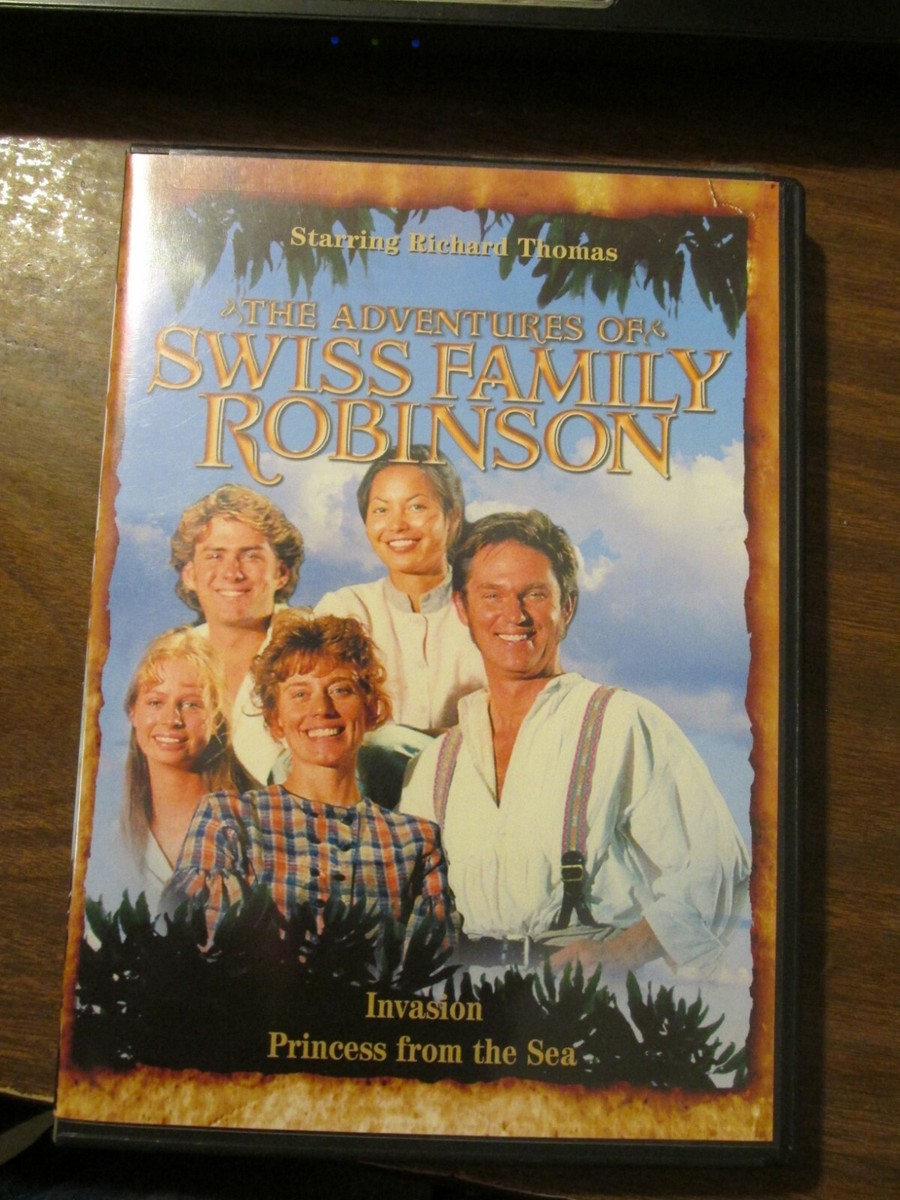 Starring Richard Thomas
THE ADVENTURES OF
SWISS FAMILY
ROBINSON
Invasion
Princess from the Sea